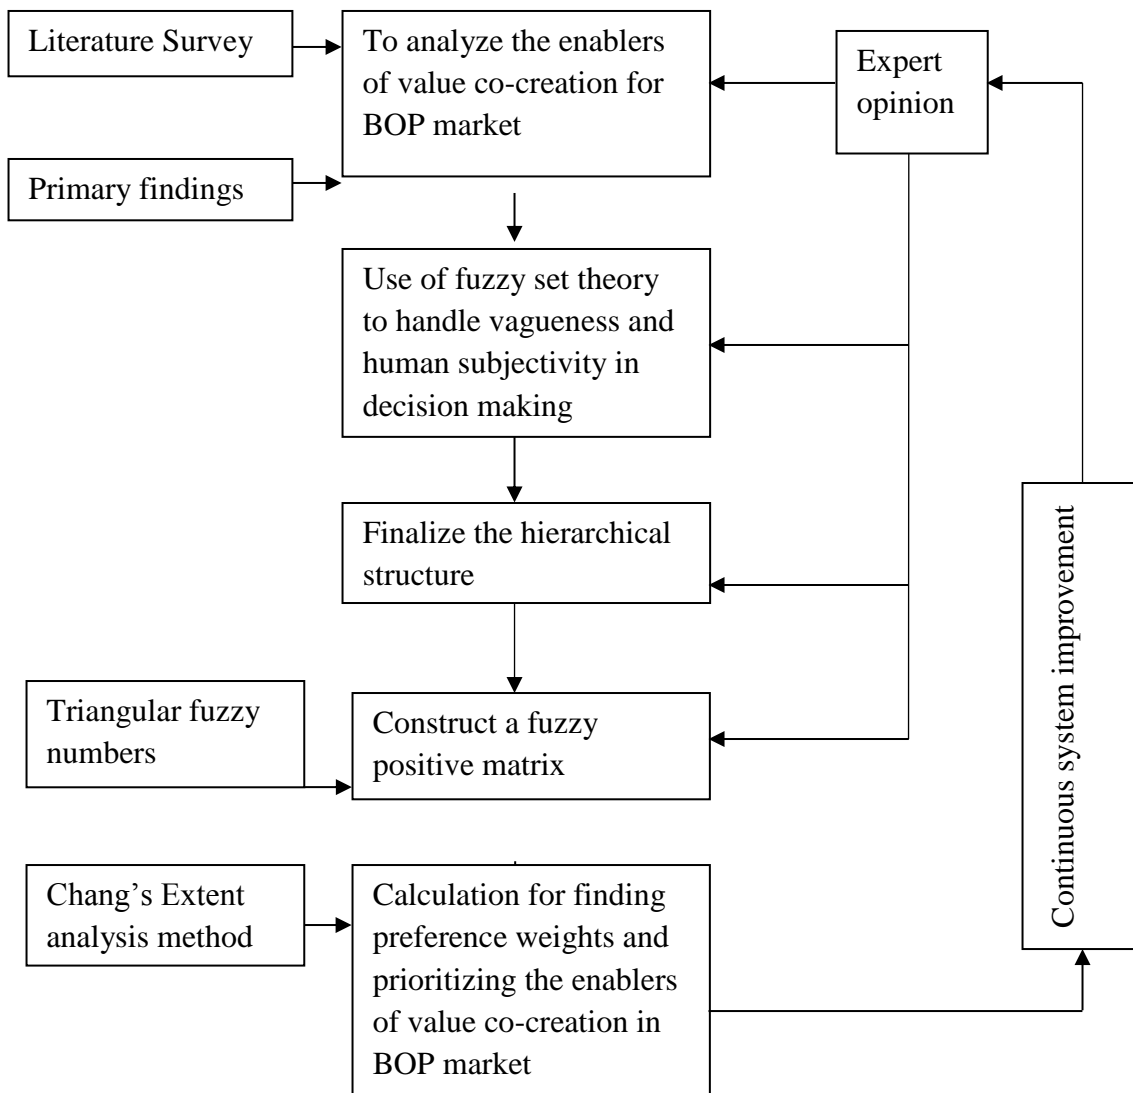 Literature Survey
To analyze the enablers
of value co-creation for
BOP market
Expert
opinion
Primary findings
Use of fuzzy set theory
to handle vagueness and
human subjectivity in
decision making
Finalize the hierarchical
structure
Continuous system improvement
Triangular fuzzy
numbers
Construct a fuzzy
positive matrix
Chang’s Extent
analysis method
Calculation for finding
preference weights and
prioritizing the enablers
of value co-creation in
BOP market